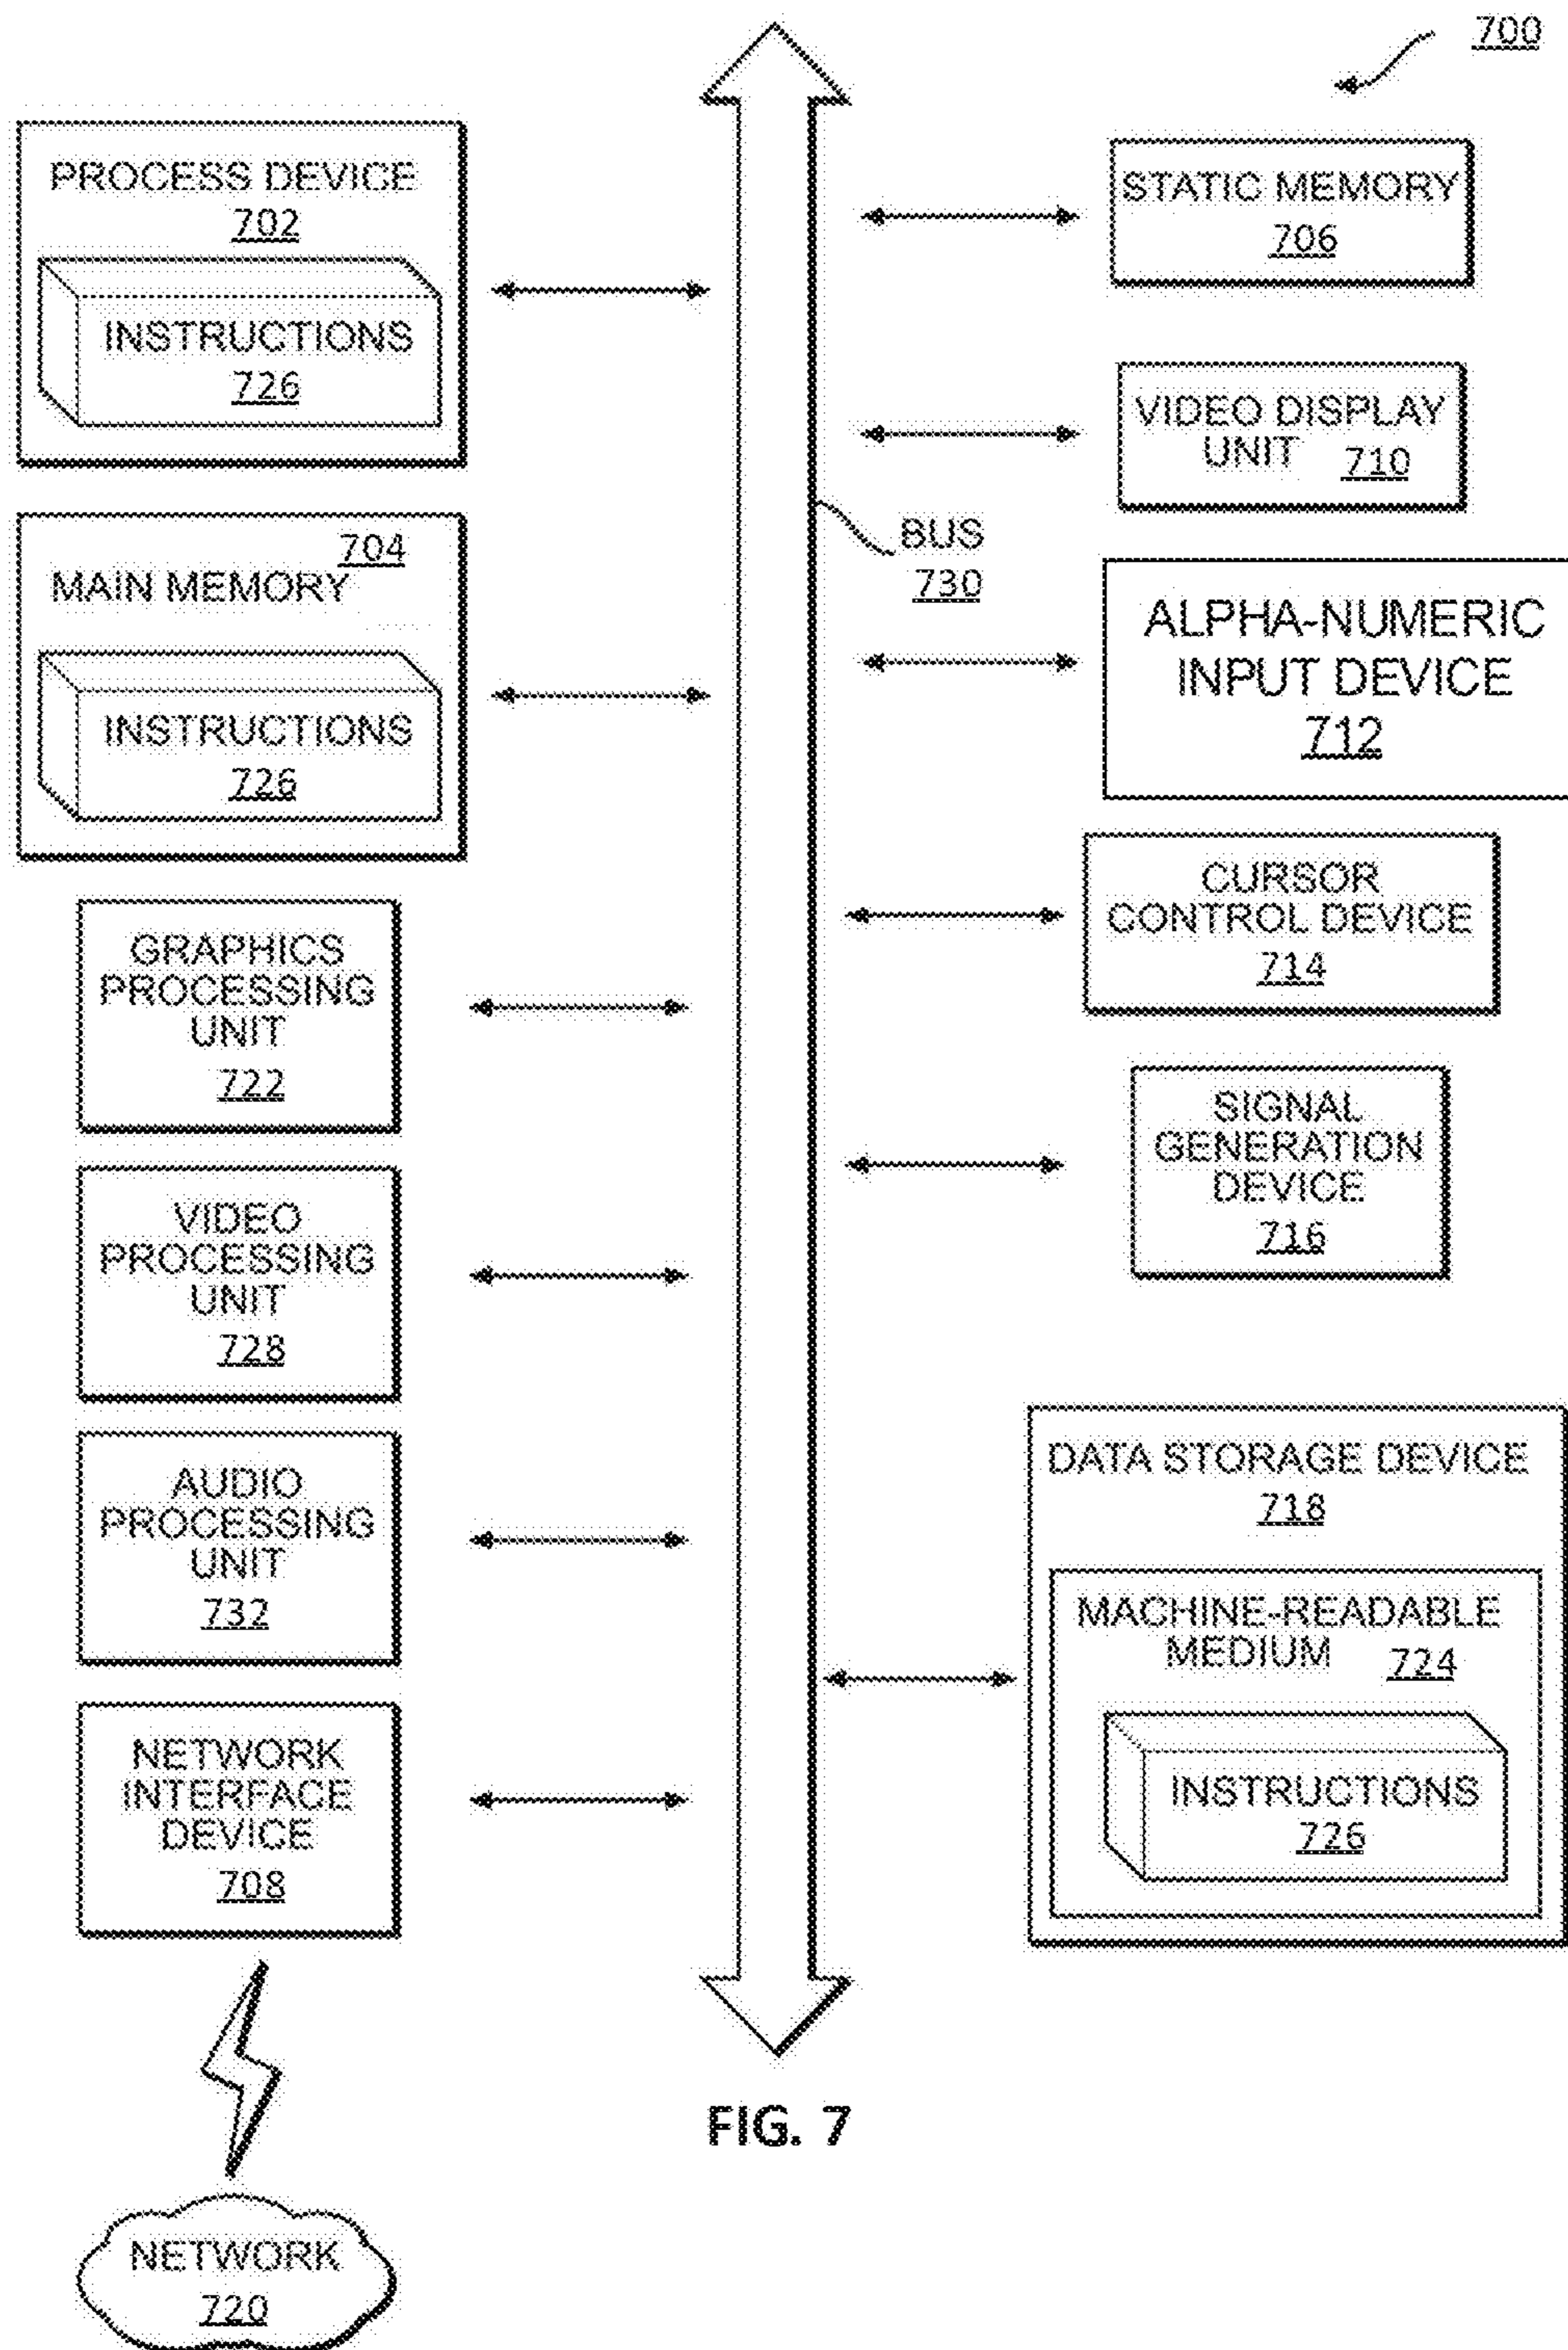 700
PROCESS DEVICE
702
INSTRUCTIONS
726
MAIN MEMORY
704
INSTRUCTIONS
726
GRAPHICS
PROCESSING
UNIT
722
VIDEO
PROCESSING
UNIT
728
AUDIO
PROCESSING
UNIT
732
NETWORK
INTERFACE
DEVICE
708
NETWORK
720
BUS
730
STATIC MEMORY
706
VIDEO DISPLAY
UNIT 710
ALPHA-NUMERIC
INPUT DEVICE
712
CURSOR
CONTROL DEVICE
714
SIGNAL
GENERATION
DEVICE
716
DATA STORAGE DEVICE
718
MACHINE-READABLE
MEDIUM 724
INSTRUCTIONS
726
FIG. 7